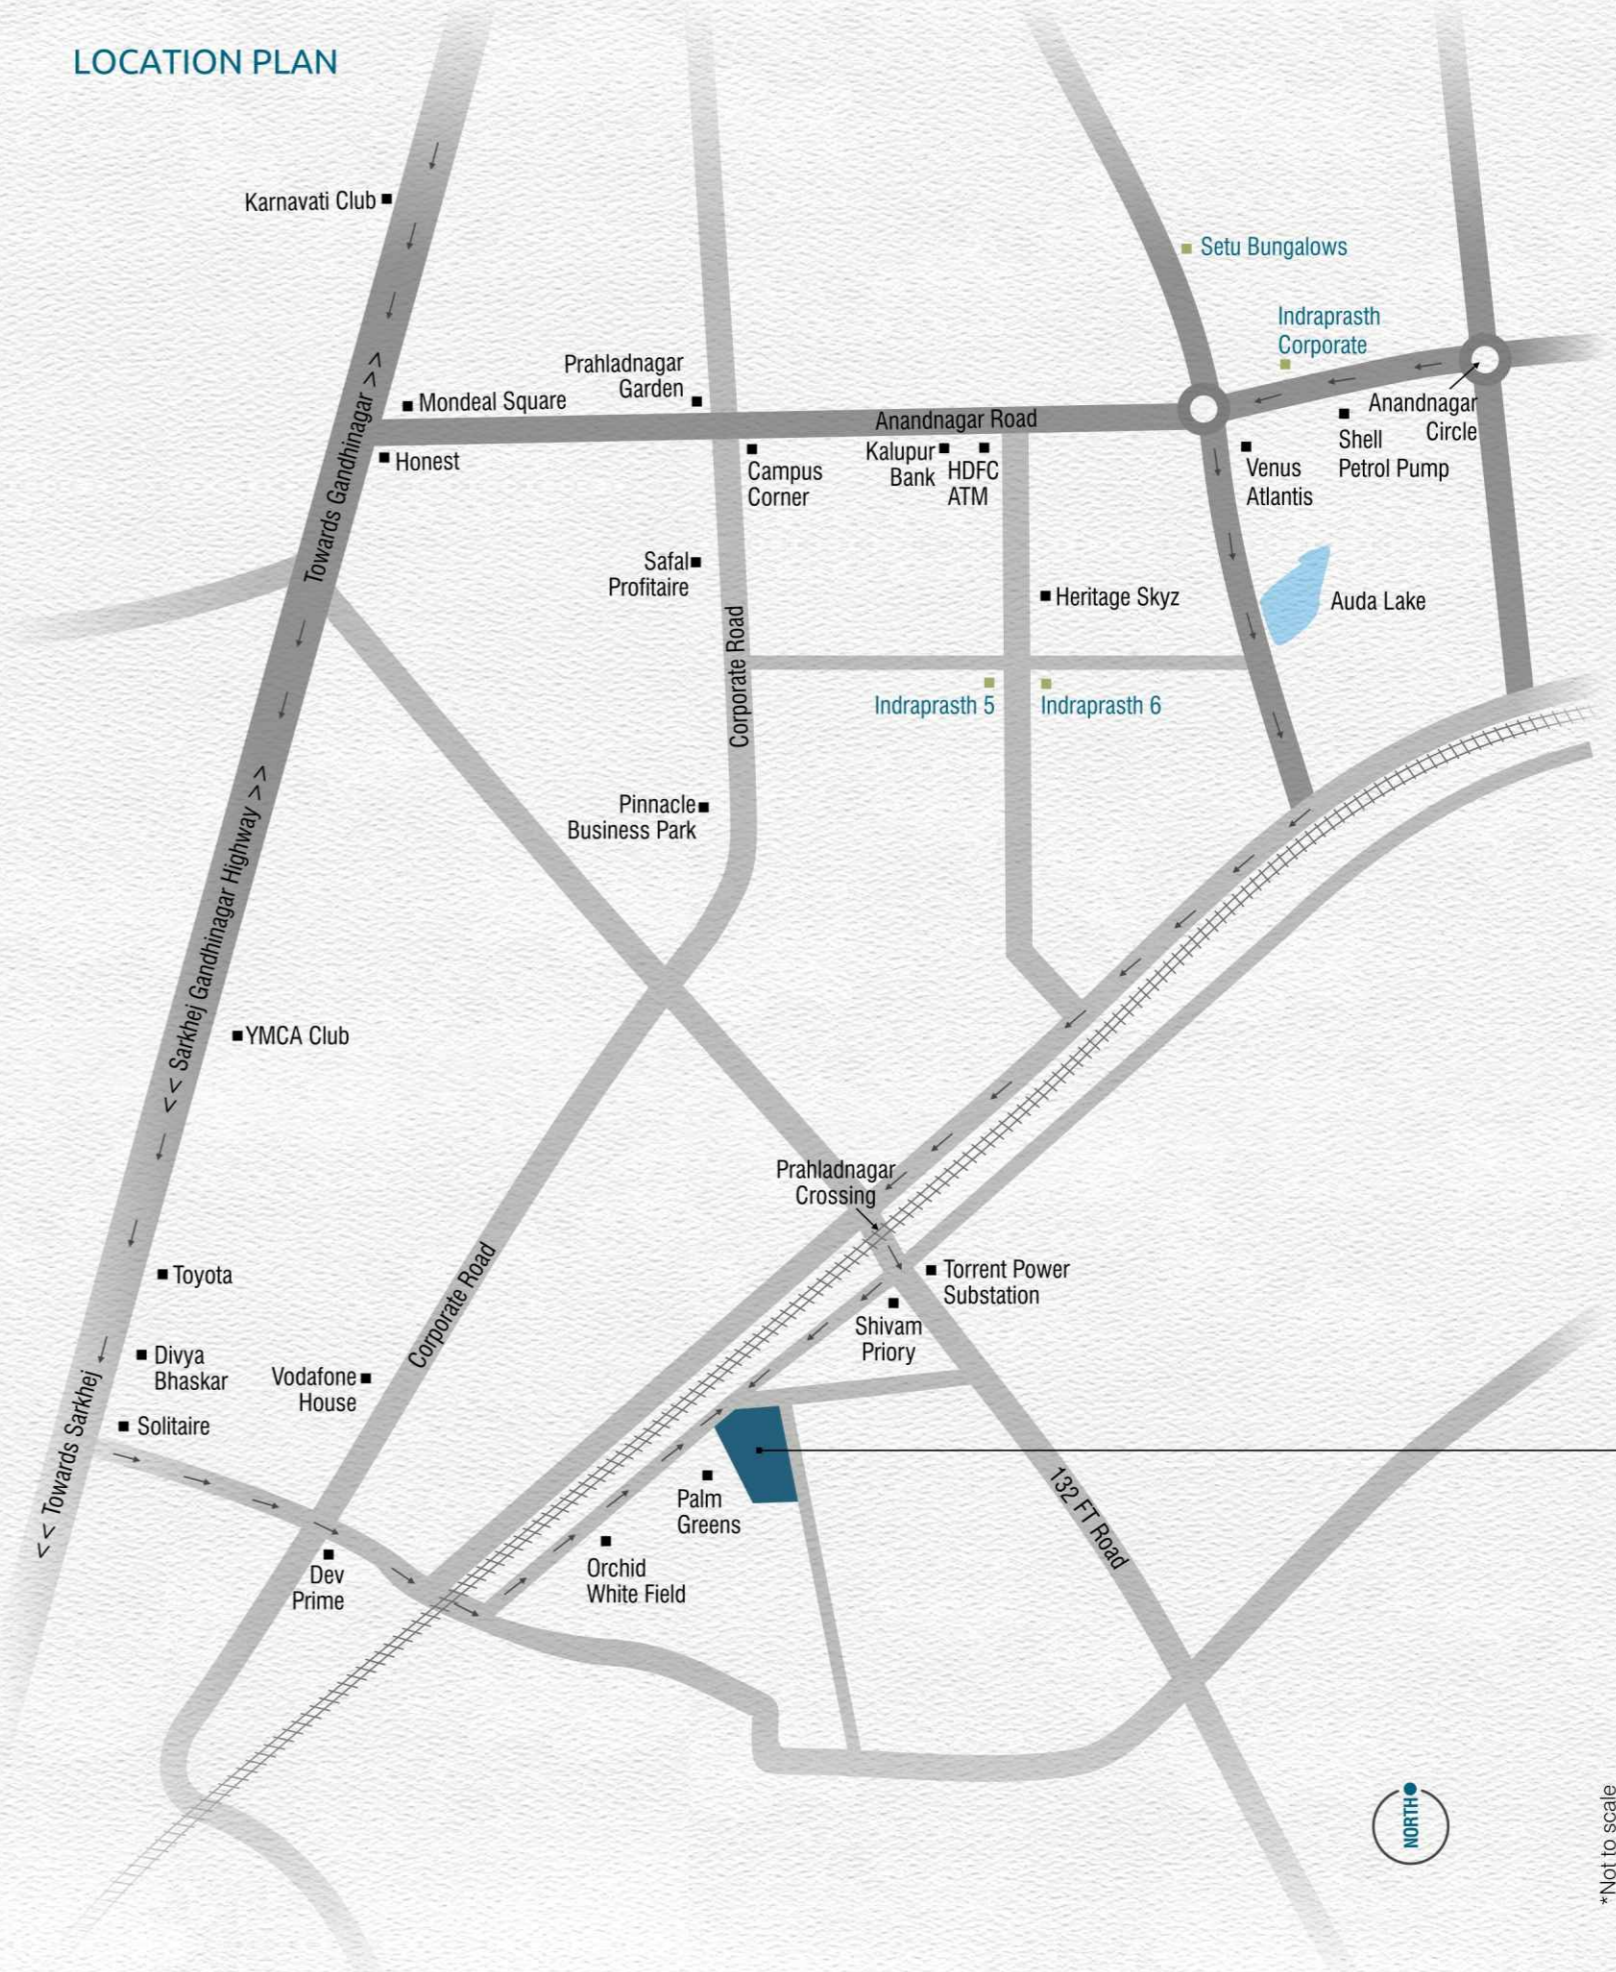 LOCATION PLAN
Karnavati Club
Setu Bungalows
Indraprasth
Corporate
Towards Gandhinagar >>
Mondeal Square
Prahladnagar
Garden
Anandnagar Road
Anandnagar
Circle
Honest
Campus
Corner
Kalupur
Bank
HDFC
ATM
Venus
Atlantis
Shell
Petrol Pump
Safal
Profitaire
Heritage Skyz
Auda Lake
Corporate Road
Indraprasth 5
Indraprasth 6
Pinnacle
Business Park
<< Sarkhej Gandhinagar Highway >>
YMCA Club
Prahladnagar
Crossing
Toyota
Torrent Power
Substation
Corporate Road
Shivam
Priory
Divya
Bhaskar
Vodafone
House
<< Towards Sarkhej
Solitaire
Palm
Greens
132 FT Road
Dev
Prime
Orchid
White Field
NORTH
*Not to scale